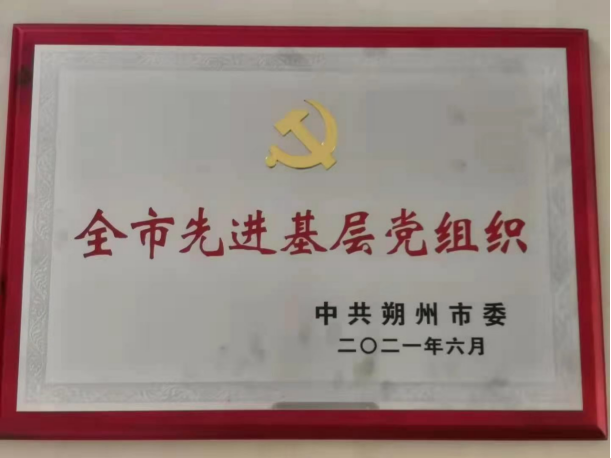 全市先进基层党组织
中共朔州市委
二〇二一年六月